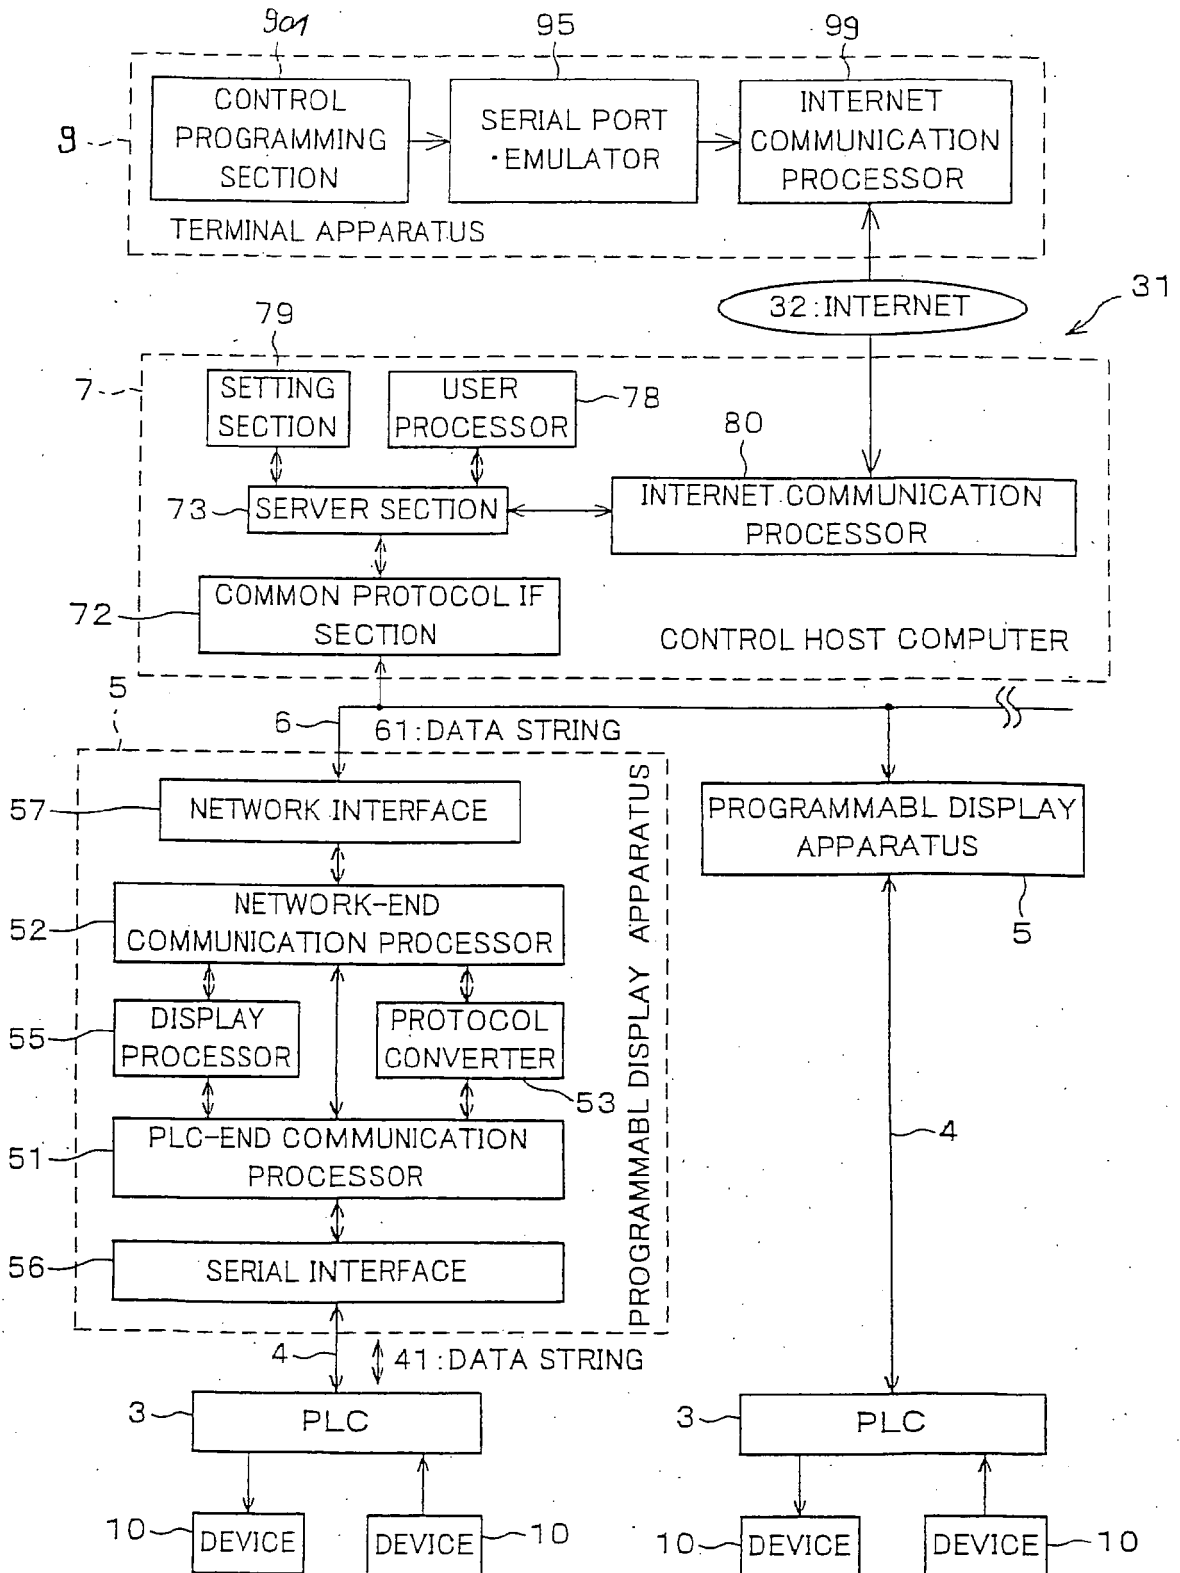 901
95
99
CONTROL
PROGRAMMING
SECTION
SERIAL PORT
·EMULATOR
INTERNET
COMMUNICATION
PROCESSOR
9
TERMINAL APPARATUS
32:INTERNET
31
79
7
SETTING
SECTION
USER
PROCESSOR
78
80
73
SERVER SECTION
INTERNET COMMUNICATION
PROCESSOR
72
COMMON PROTOCOL IF
SECTION
CONTROL HOST COMPUTER
5
6
61:DATA STRING
57
NETWORK INTERFACE
PROGRAMMABL DISPLAY
APPARATUS
5
52
NETWORK-END
COMMUNICATION PROCESSOR
55
DISPLAY
PROCESSOR
PROTOCOL
CONVERTER
53
PROGRAMMABL DISPLAY APPARATUS
51
PLC-END COMMUNICATION
PROCESSOR
4
56
SERIAL INTERFACE
4
41:DATA STRING
3
PLC
3
PLC
10
DEVICE
DEVICE
10
10
DEVICE
DEVICE
10